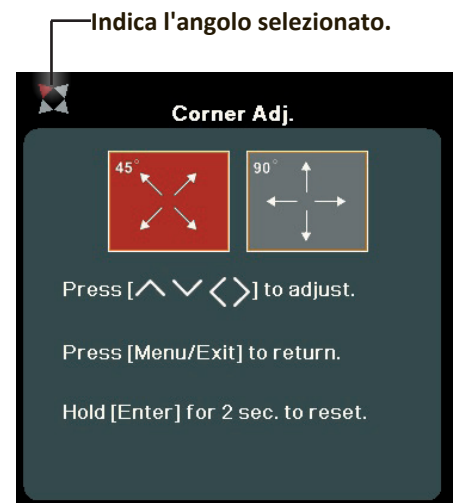 Indica l'angolo selezionato.
Corner Adj.
45° 90°
Press [∧∨<>] to adjust.
Press [Menu/Exit] to return.
Hold [Enter] for 2 sec. to reset.